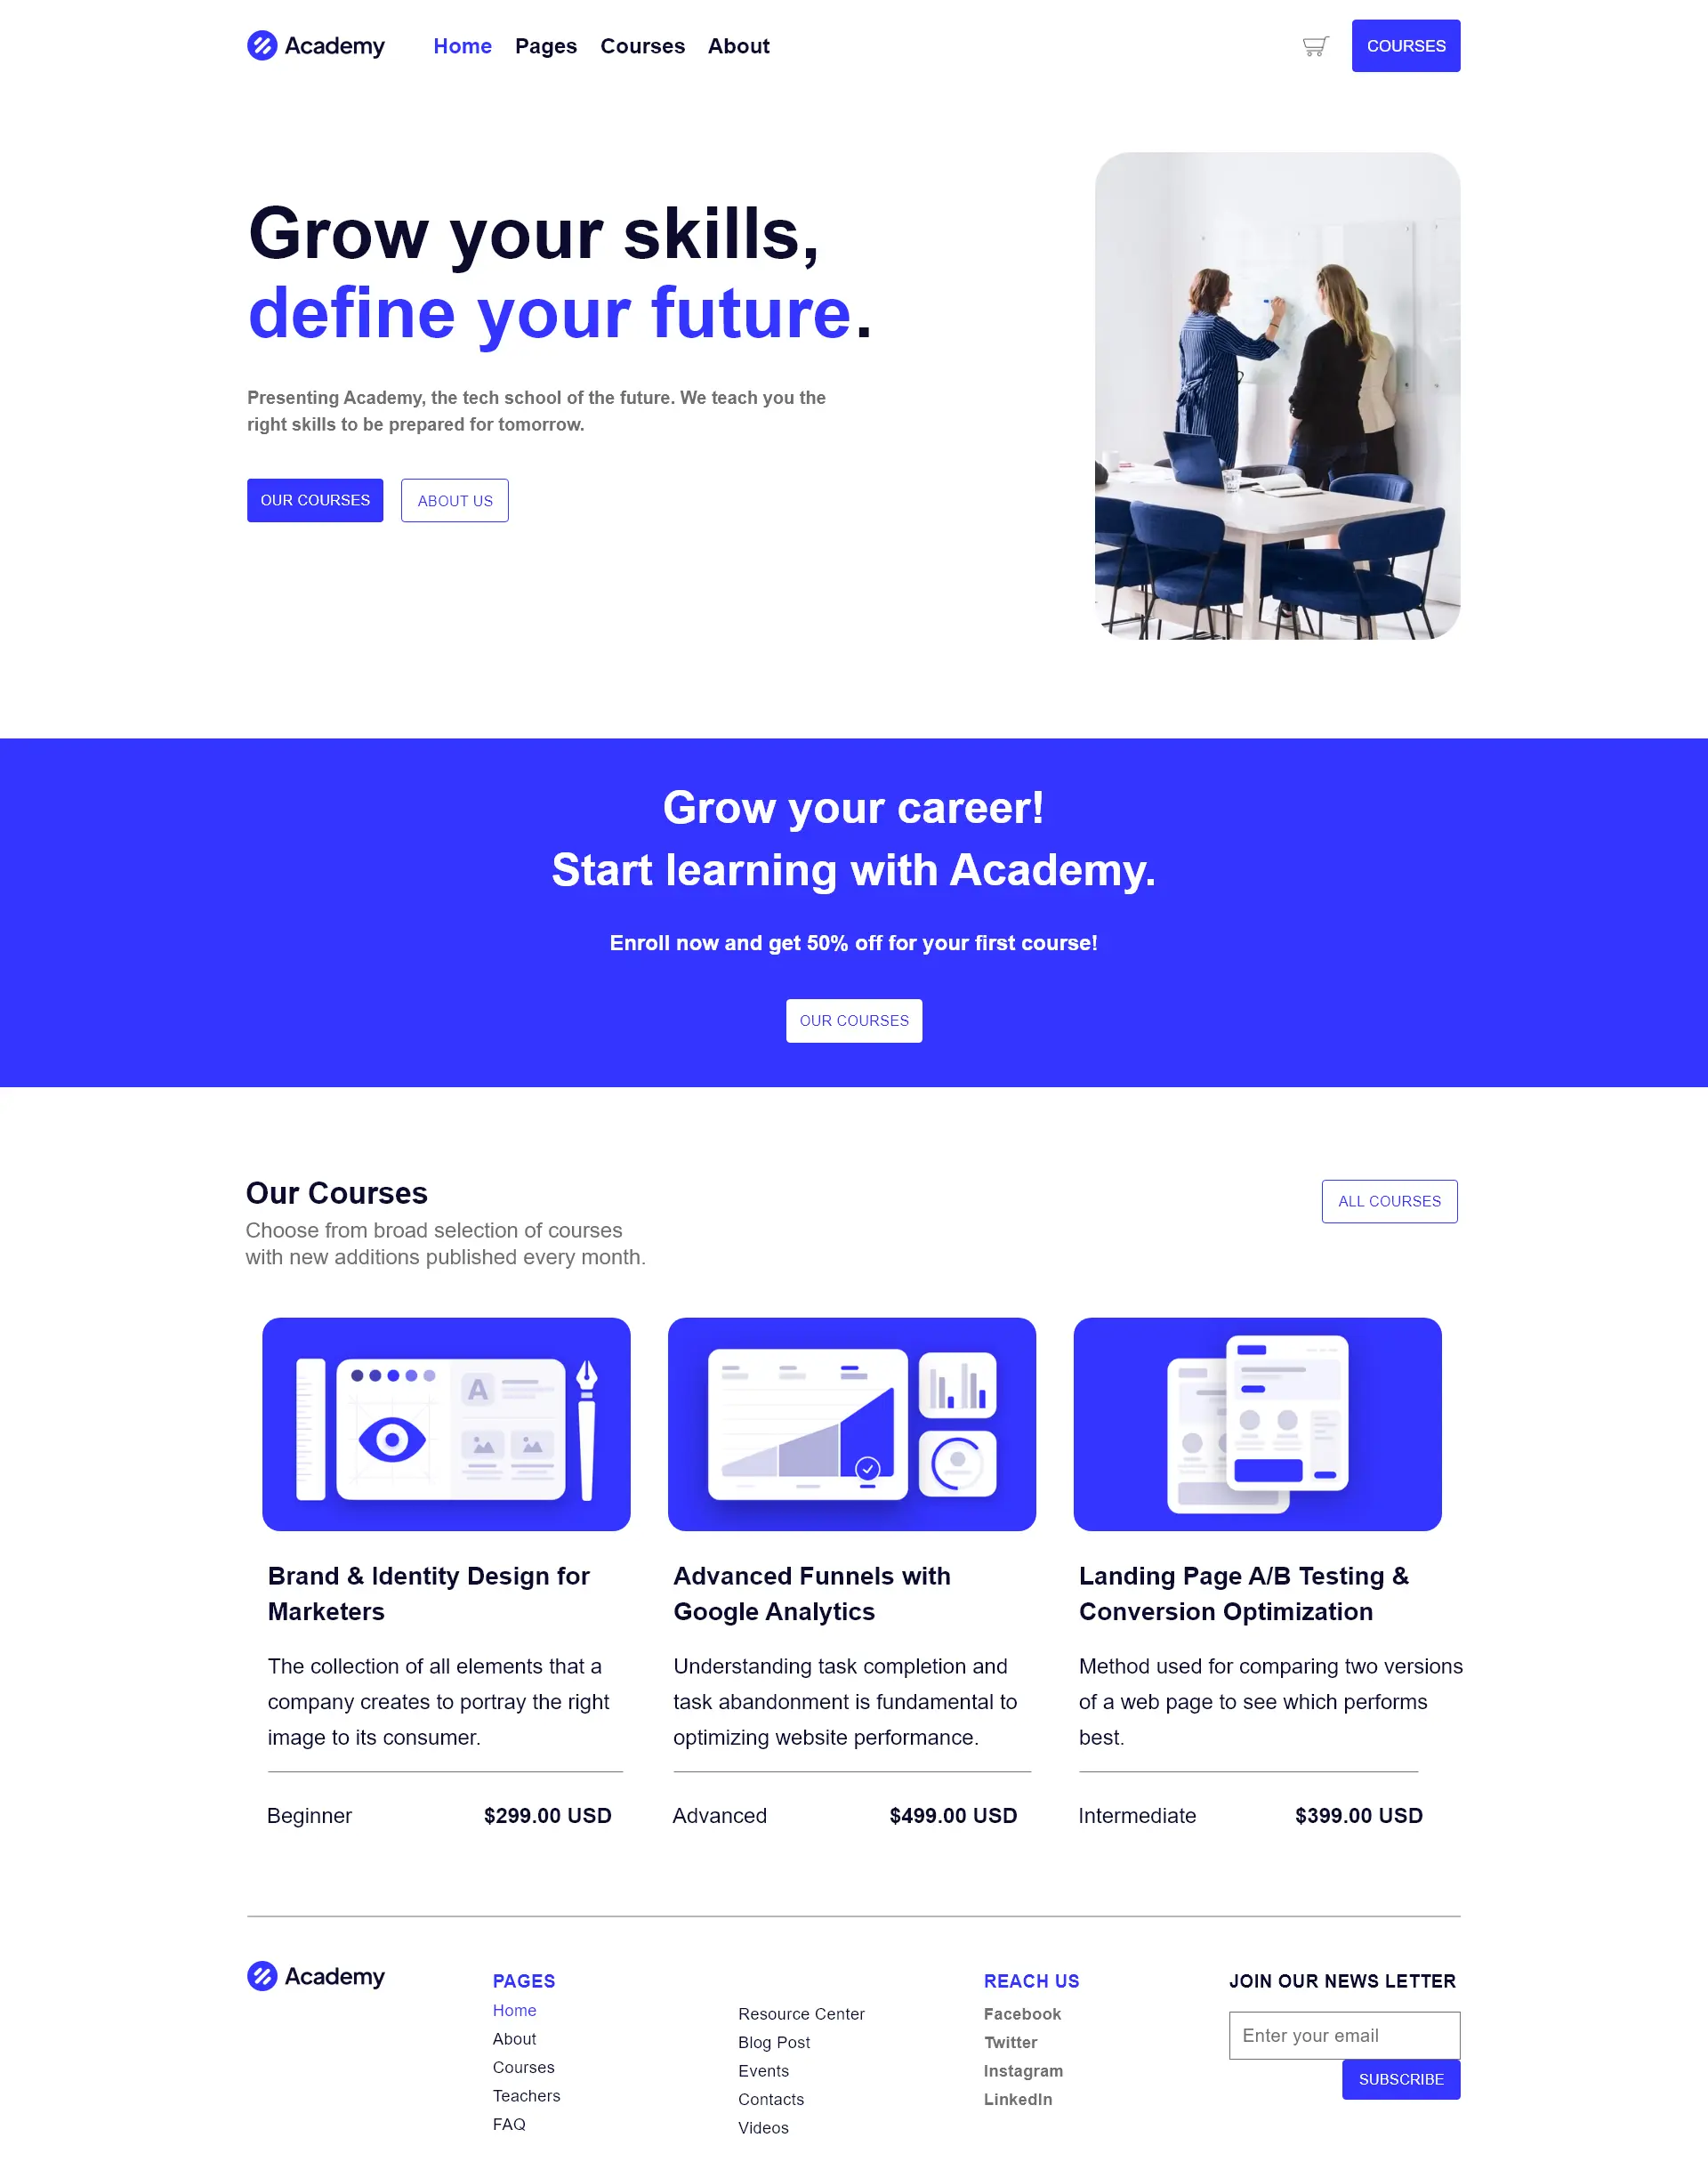 Academy
Home Pages Courses About
COURSES
Grow your skills,
define your future.
Presenting Academy, the tech school of the future. We teach you the
right skills to be prepared for tomorrow.
OUR COURSES
ABOUT US
Grow your career!
Start learning with Academy.
Enroll now and get 50% off for your first course!
OUR COURSES
Our Courses
Choose from broad selection of courses
with new additions published every month.
ALL COURSES
A
Brand & Identity Design for
Marketers
The collection of all elements that a
company creates to portray the right
image to its consumer.
Beginner
$299.00 USD
Advanced Funnels with
Google Analytics
Understanding task completion and
task abandonment is fundamental to
optimizing website performance.
Advanced
$499.00 USD
Landing Page A/B Testing &
Conversion Optimization
Method used for comparing two versions
of a web page to see which performs
best.
Intermediate
$399.00 USD
Academy
PAGES
Home
About
Courses
Teachers
FAQ
Resource Center
Blog Post
Events
Contacts
Videos
REACH US
Facebook
Twitter
Instagram
LinkedIn
JOIN OUR NEWS LETTER
Enter your email
SUBSCRIBE